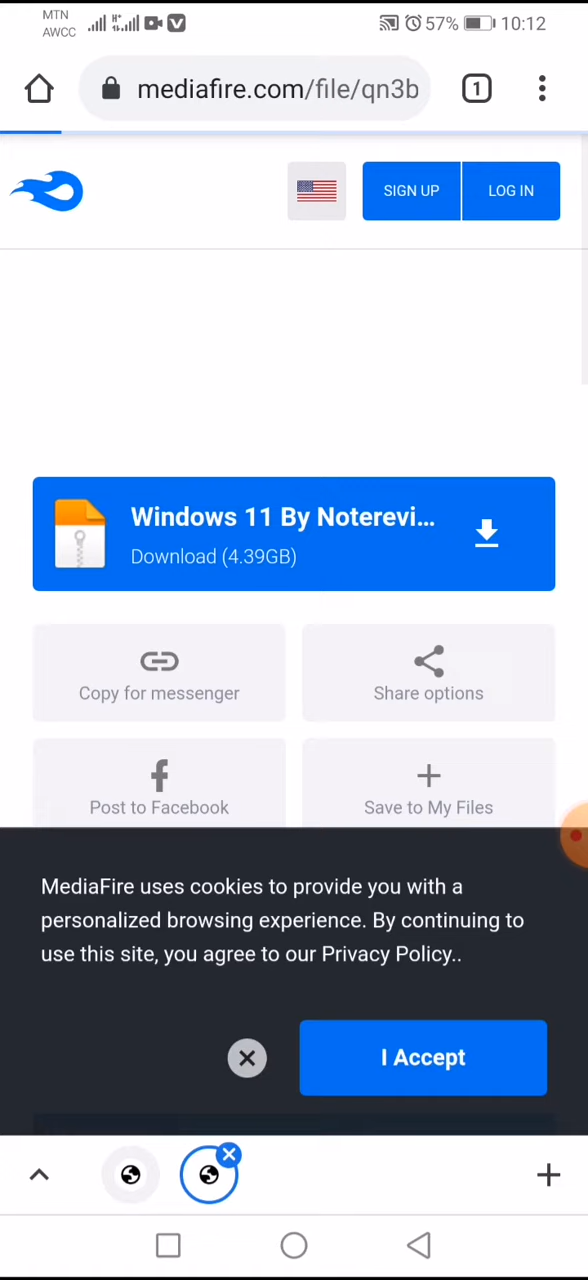 MTN
AWCC
H+
57%
10:12
mediafire.com/file/qn3b
1
SIGN UP
LOG IN
Windows 11 By Noterevi...
Download (4.39GB)
Copy for messenger
Share options
Post to Facebook
Save to My Files
MediaFire uses cookies to provide you with a
personalized browsing experience. By continuing to
use this site, you agree to our Privacy Policy..
I Accept